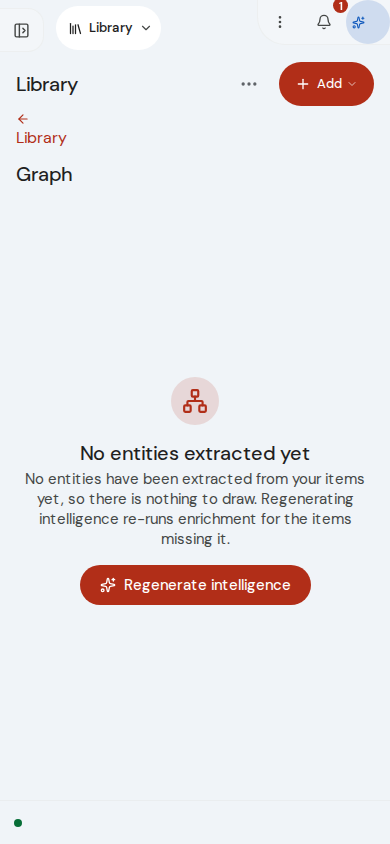 Library
1
Library
Add
Library
Graph
No entities extracted yet
No entities have been extracted from your items
yet, so there is nothing to draw. Regenerating
intelligence re-runs enrichment for the items
missing it.
Regenerate intelligence